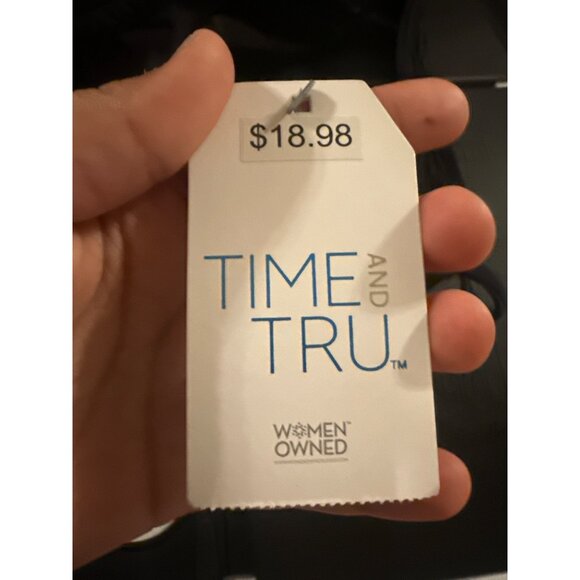 $18.98
TIME AND
TRU™
WOMEN™
OWNED